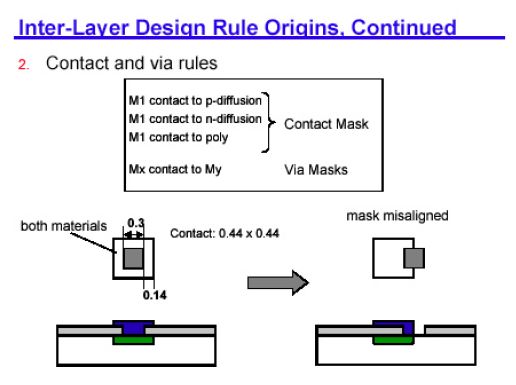 Inter-Layer Design Rule Origins, Continued
2. Contact and via rules
M1 contact to p-diffusion
M1 contact to n-diffusion
M1 contact to poly
Contact Mask
Mx contact to My Via Masks
both materials
0.3
Contact: 0.44 x 0.44
0.14
mask misaligned